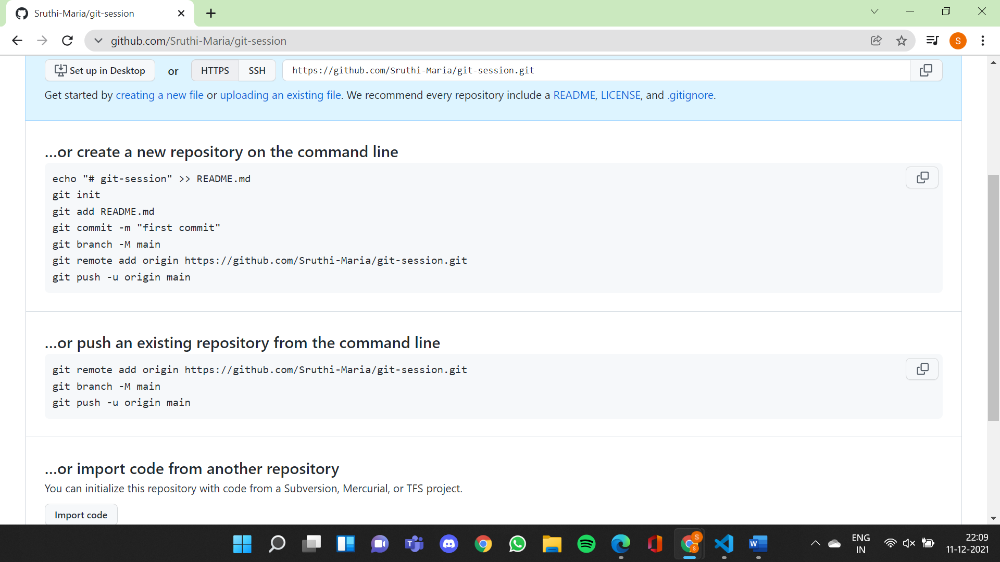 Sruthi-Maria/git-session
github.com/Sruthi-Maria/git-session
S
Set up in Desktop or HTTPS SSH https://github.com/Sruthi-Maria/git-session.git
Get started by creating a new file or uploading an existing file. We recommend every repository include a README, LICENSE, and .gitignore.
…or create a new repository on the command line
echo "# git-session" >> README.md
git init
git add README.md
git commit -m "first commit"
git branch -M main
git remote add origin https://github.com/Sruthi-Maria/git-session.git
git push -u origin main
…or push an existing repository from the command line
git remote add origin https://github.com/Sruthi-Maria/git-session.git
git branch -M main
git push -u origin main
…or import code from another repository
You can initialize this repository with code from a Subversion, Mercurial, or TFS project.
Import code
T
S
S
W
ENG
IN
22:09
11-12-2021